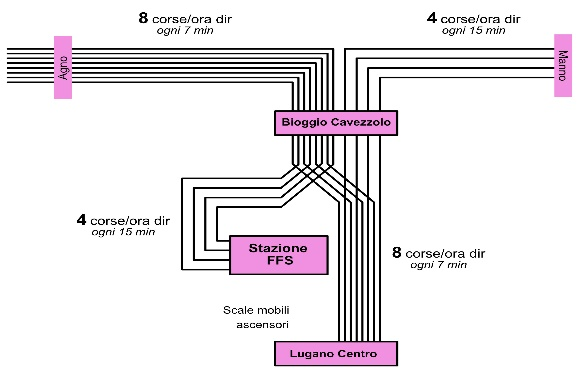 8 corse/ora dir
ogni 7 min
4 corse/ora dir
ogni 15 min
Agno
Manno
Bioggio Cavezzolo
4 corse/ora dir
ogni 15 min
Stazione
FFS
8 corse/ora dir
ogni 7 min
Scale mobili
ascensori
Lugano Centro